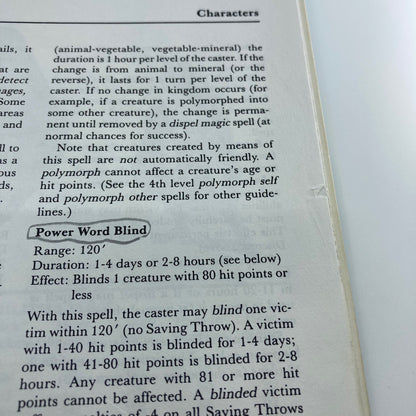 Characters
ails, it
at are
detect
ages,
Some
areas
and
ll to
as a
ous
ds,
(animal-vegetable, vegetable-mineral) the
duration is 1 hour per level of the caster. If the
change is from animal to mineral (or the
reverse), it lasts for 1 turn per level of the
caster. If no change in kingdom occurs (for
example, if a creature is polymorphed into
some other creature), the change is perma-
nent until removed by a dispel magic spell (at
normal chances for success).
Note that creatures created by means of
this spell are not automatically friendly. A
polymorph cannot affect a creature's age or
hit points. (See the 4th level polymorph self
and polymorph other spells for other guide-
lines.)
Power Word Blind
Range: 120'
Duration: 1-4 days or 2-8 hours (see below)
Effect: Blinds 1 creature with 80 hit points or
less
With this spell, the caster may blind one vic-
tim within 120' (no Saving Throw). A victim
with 1-40 hit points is blinded for 1-4 days;
one with 41-80 hit points is blinded for 2-8
hours. Any creature with 81 or more hit
points cannot be affected. A blinded victim
of -4 on all Saving Throws